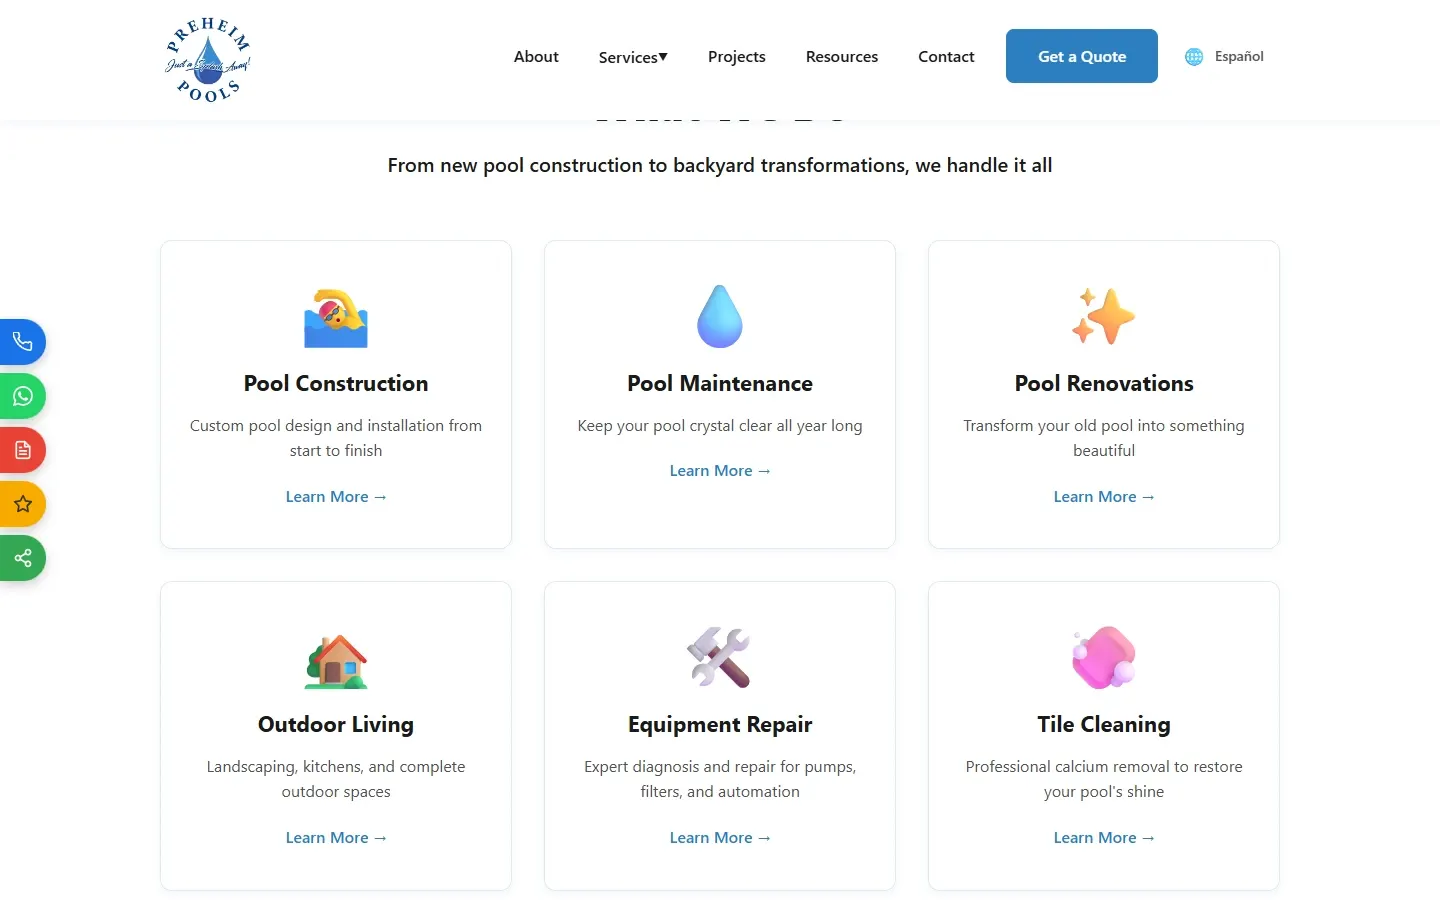 PREHEIM
Just a Splash Away!
POOLS
About
Services▼
Projects
Resources
Contact
Get a Quote
Español
From new pool construction to backyard transformations, we handle it all
Pool Construction
Custom pool design and installation from
start to finish
Learn More →
Pool Maintenance
Keep your pool crystal clear all year long
Learn More →
Pool Renovations
Transform your old pool into something
beautiful
Learn More →
Outdoor Living
Landscaping, kitchens, and complete
outdoor spaces
Learn More →
Equipment Repair
Expert diagnosis and repair for pumps,
filters, and automation
Learn More →
Tile Cleaning
Professional calcium removal to restore
your pool's shine
Learn More →